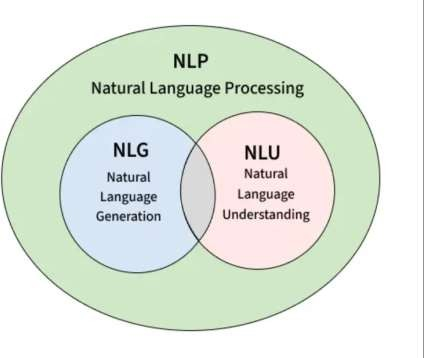 NLP
Natural Language Processing
NLG
Natural
Language
Generation
NLU
Natural
Language
Understanding